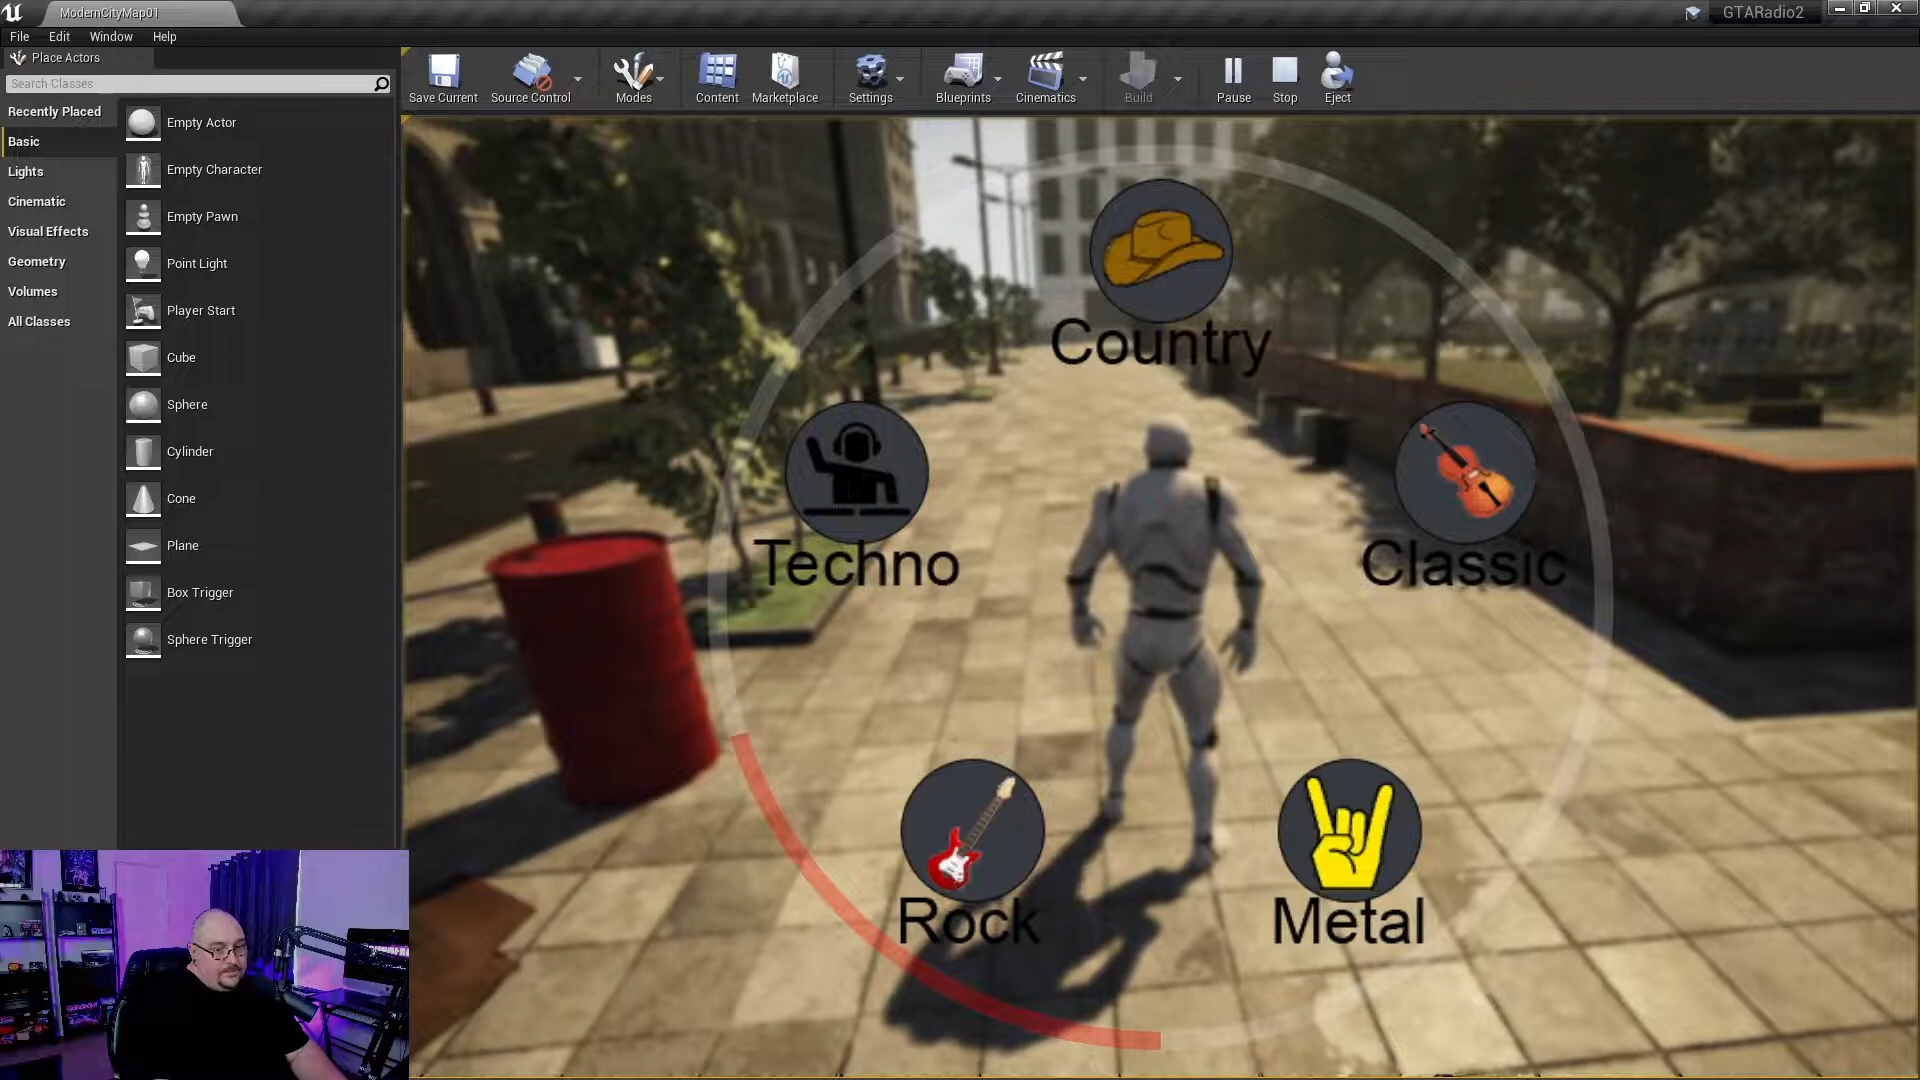 ModernCityMap01
GTARadio2
File Edit Window Help
Place Actors
Search Classes
Save Current Source Control Modes Content Marketplace Settings Blueprints Cinematics Build Pause Stop Eject
Recently Placed
Basic
Lights
Cinematic
Visual Effects
Geometry
Volumes
All Classes
Empty Actor
Empty Character
Empty Pawn
Point Light
Player Start
Cube
Sphere
Cylinder
Cone
Plane
Box Trigger
Sphere Trigger
Country
Techno
Classic
Rock
Metal